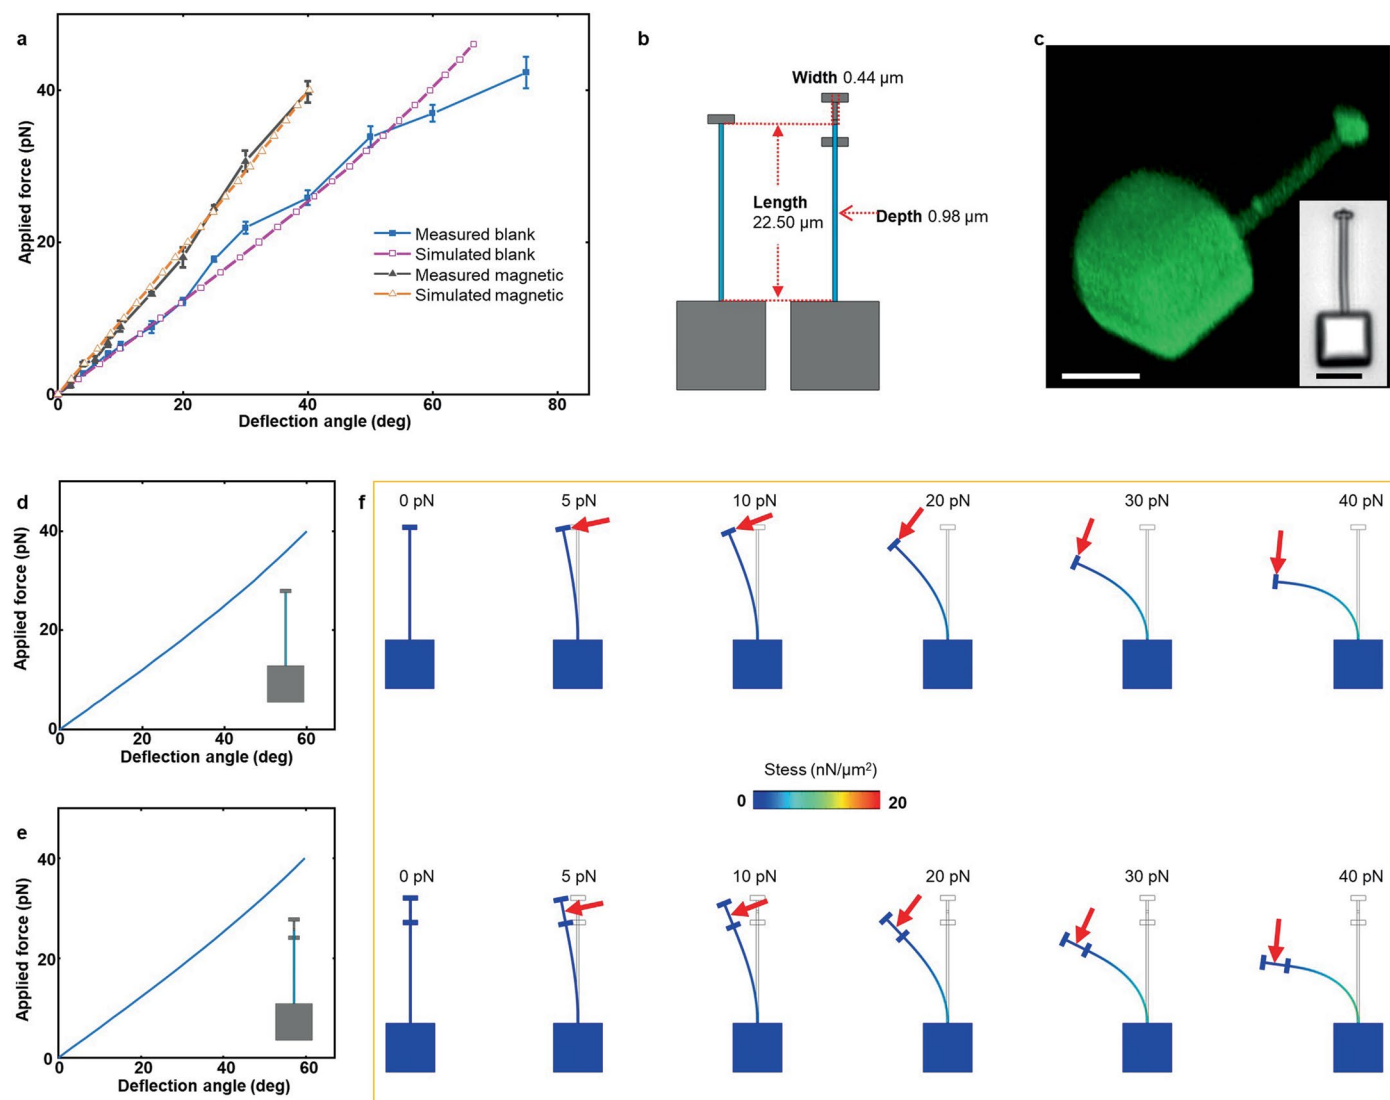 a
40
20
0
0
20
40
60
80
Applied force (pN)
Deflection angle (deg)
Measured blank
Simulated blank
Measured magnetic
Simulated magnetic
b
Width 0.44 µm
Length
22.50 µm
Depth 0.98 µm
c
d
40
20
0
0
20
40
60
Applied force (pN)
Deflection angle (deg)
e
40
20
0
0
20
40
60
Applied force (pN)
Deflection angle (deg)
f
0 pN
5 pN
10 pN
20 pN
30 pN
40 pN
Stess (nN/µm²)
0
20
0 pN
5 pN
10 pN
20 pN
30 pN
40 pN